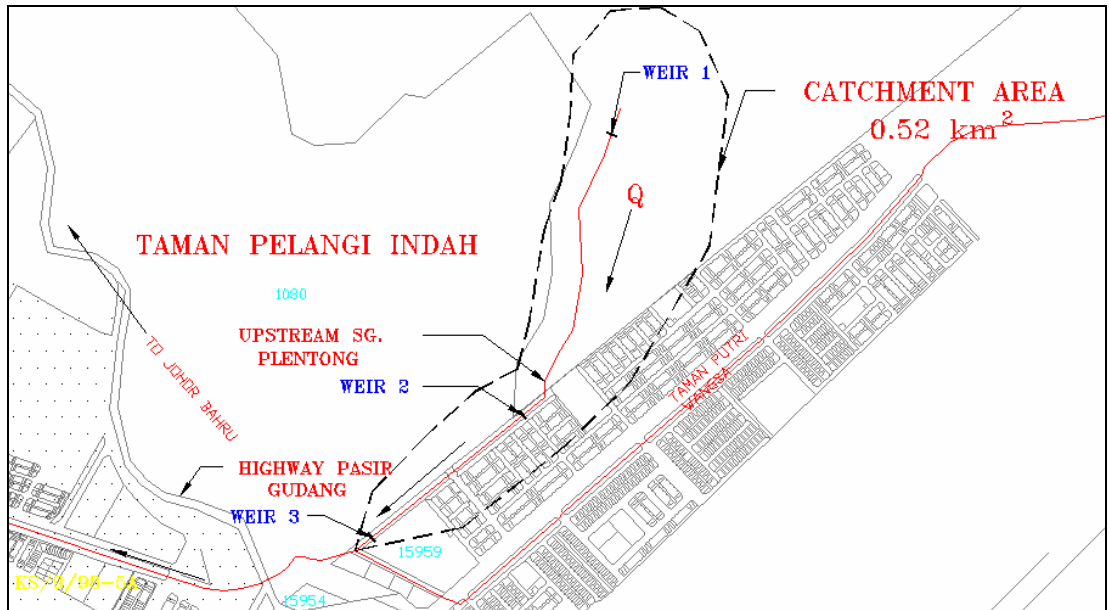 WEIR 1
CATCHMENT AREA
0.52 km²
Q
TAMAN PELANGI INDAH
1080
UPSTREAM SG.
PLENTONG
TO JOHOR BAHRU
WEIR 2
TAMAN PUTRI
WANGSA
HIGHWAY PASIR
GUDANG
WEIR 3
15959
15954